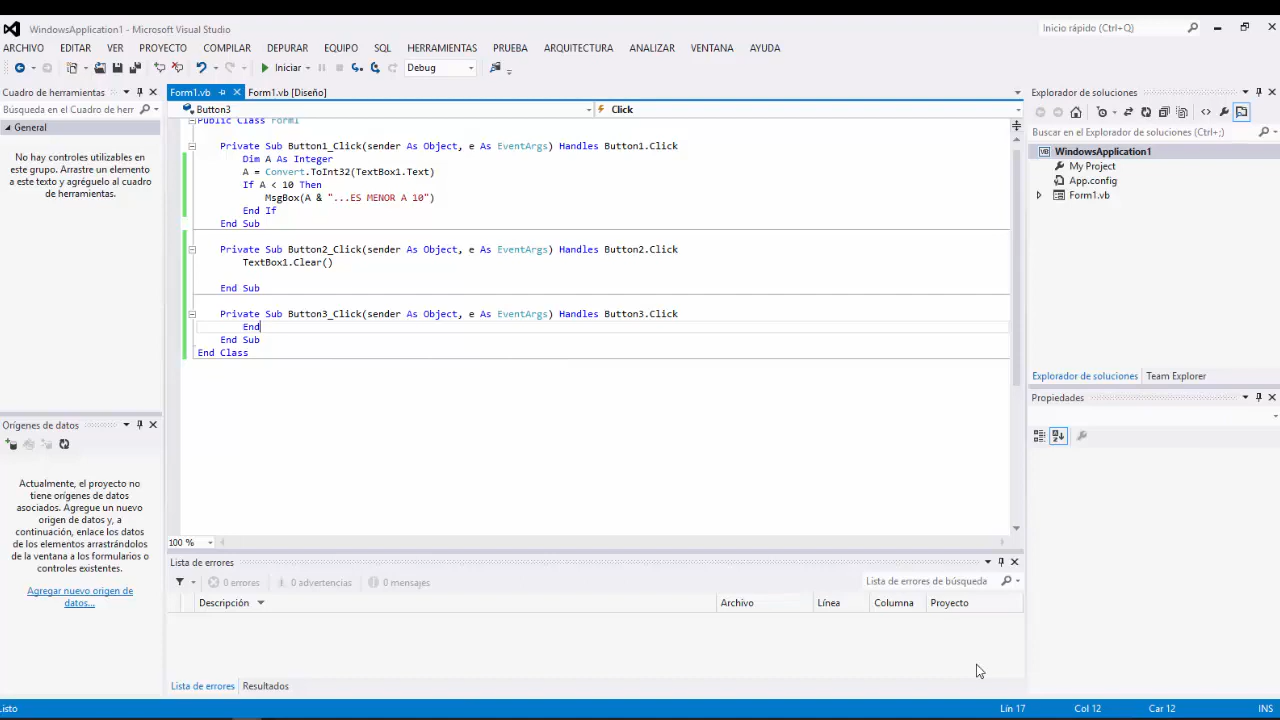 WindowsApplication1 - Microsoft Visual Studio
Inicio rápido (Ctrl+Q)
ARCHIVO EDITAR VER PROYECTO COMPILAR DEPURAR EQUIPO SQL HERRAMIENTAS PRUEBA ARQUITECTURA ANALIZAR VENTANA AYUDA
Iniciar Debug
Cuadro de herramientas
Búsqueda en el Cuadro de herr
General
No hay controles utilizables en
este grupo. Arrastre un elemento
a este texto y agréguelo al
cuadro de herramientas.
Orígenes de datos
Actualmente, el proyecto no
tiene orígenes de datos
asociados. Agregue un nuevo
origen de datos y, a
continuación, enlace los datos
de los elementos arrastrándolos
de la ventana a los formularios o
controles existentes.
Agregar nuevo origen de
datos...
Form1.vb Form1.vb [Diseño]
Button3 Click
Public Class Form1
Private Sub Button1_Click(sender As Object, e As EventArgs) Handles Button1.Click
Dim A As Integer
A = Convert.ToInt32(TextBox1.Text)
If A < 10 Then
MsgBox(A & "...ES MENOR A 10")
End If
End Sub
Private Sub Button2_Click(sender As Object, e As EventArgs) Handles Button2.Click
TextBox1.Clear()
End Sub
Private Sub Button3_Click(sender As Object, e As EventArgs) Handles Button3.Click
End
End Sub
End Class
100 %
Lista de errores
0 errores 0 advertencias 0 mensajes
Lista de errores de búsqueda
Descripción Archivo Línea Columna Proyecto
Lista de errores Resultados
Explorador de soluciones
Buscar en el Explorador de soluciones (Ctrl+;)
WindowsApplication1
My Project
App.config
Form1.vb
Explorador de soluciones Team Explorer
Propiedades
Listo Lín 17 Col 12 Car 12 INS